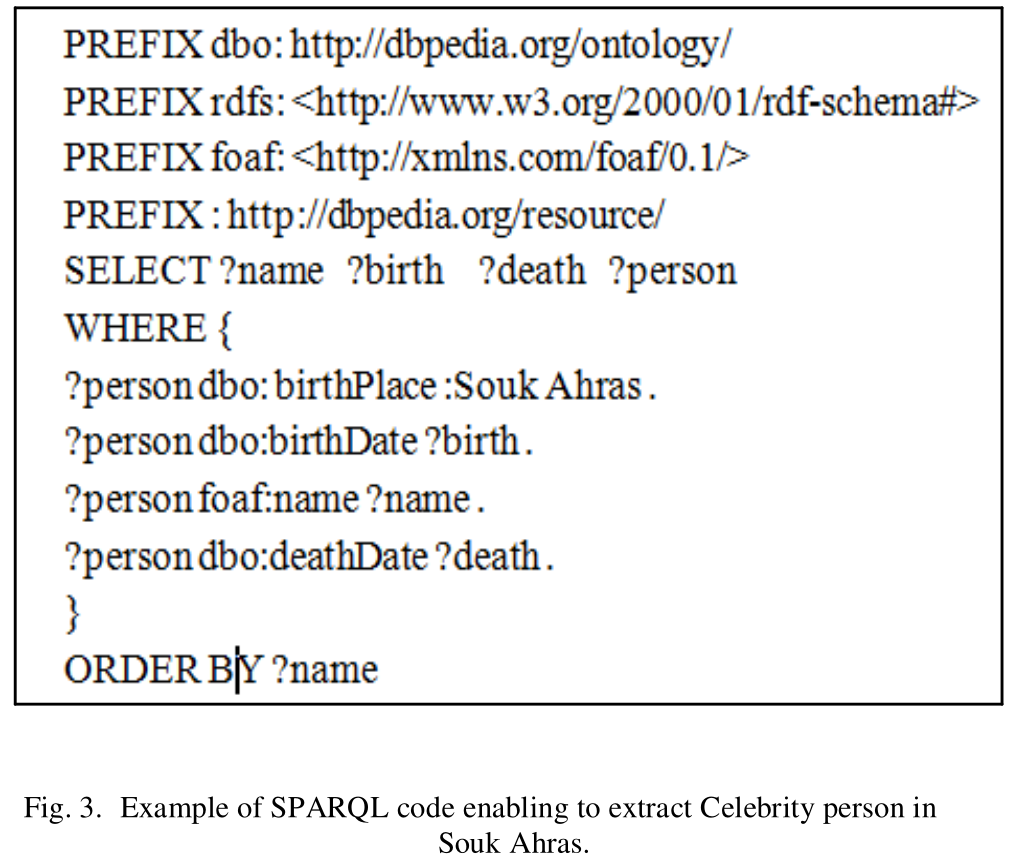 PREFIX dbo: http://dbpedia.org/ontology/
PREFIX rdfs: <http://www.w3.org/2000/01/rdf-schema#>
PREFIX foaf: <http://xmlns.com/foaf/0.1/>
PREFIX : http://dbpedia.org/resource/
SELECT ?name ?birth ?death ?person
WHERE {
?person dbo: birthPlace :Souk Ahras .
?person dbo:birthDate ?birth .
?person foaf:name ?name .
?person dbo:deathDate ?death .
}
ORDER BY ?name
Fig. 3. Example of SPARQL code enabling to extract Celebrity person in
Souk Ahras.